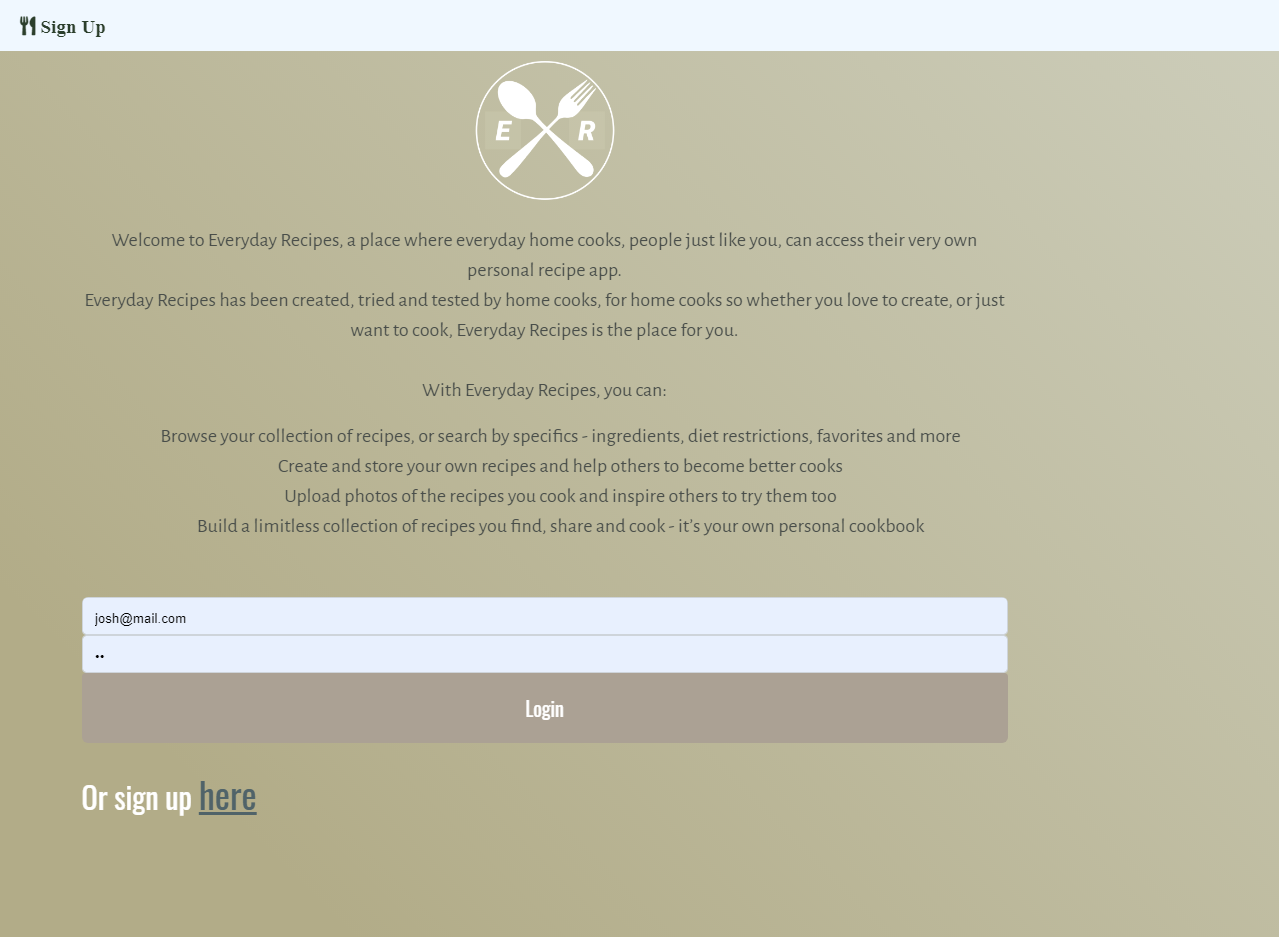 Sign Up
E R
Welcome to Everyday Recipes, a place where everyday home cooks, people just like you, can access their very own
personal recipe app.
Everyday Recipes has been created, tried and tested by home cooks, for home cooks so whether you love to create, or just
want to cook, Everyday Recipes is the place for you.
With Everyday Recipes, you can:
Browse your collection of recipes, or search by specifics - ingredients, diet restrictions, favorites and more
Create and store your own recipes and help others to become better cooks
Upload photos of the recipes you cook and inspire others to try them too
Build a limitless collection of recipes you find, share and cook - it's your own personal cookbook
josh@mail.com
••
Login
Or sign up here